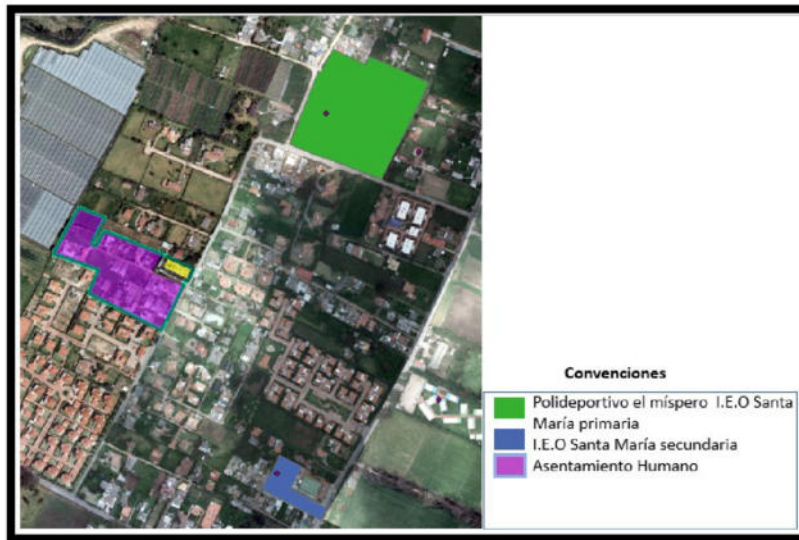 Convenciones
Polideportivo el míspero I.E.O Santa
María primaria
I.E.O Santa María secundaria
Asentamiento Humano